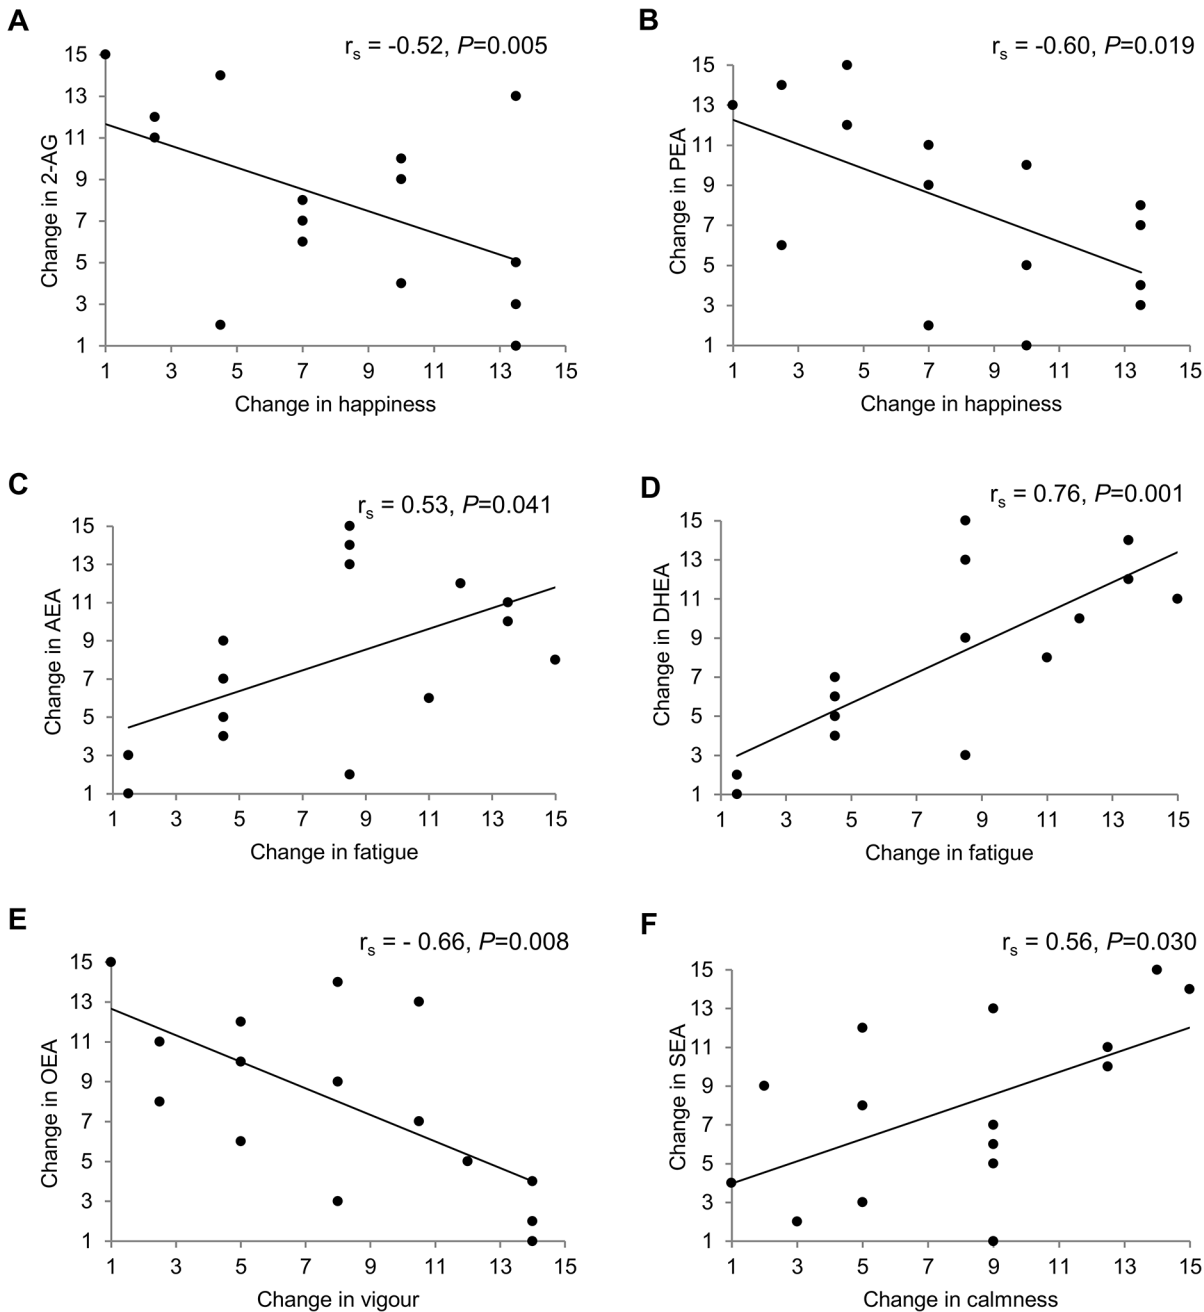 A
r_s = -0.52, P=0.005
15
13
11
9
7
5
3
1
Change in 2-AG
1 3 5 7 9 11 13 15
Change in happiness
B
r_s = -0.60, P=0.019
15
13
11
9
7
5
3
1
Change in PEA
1 3 5 7 9 11 13 15
Change in happiness
C
r_s = 0.53, P=0.041
15
13
11
9
7
5
3
1
Change in AEA
1 3 5 7 9 11 13 15
Change in fatigue
D
r_s = 0.76, P=0.001
15
13
11
9
7
5
3
1
Change in DHEA
1 3 5 7 9 11 13 15
Change in fatigue
E
r_s = - 0.66, P=0.008
15
13
11
9
7
5
3
1
Change in OEA
1 3 5 7 9 11 13 15
Change in vigour
F
r_s = 0.56, P=0.030
15
13
11
9
7
5
3
1
Change in SEA
1 3 5 7 9 11 13 15
Change in calmness